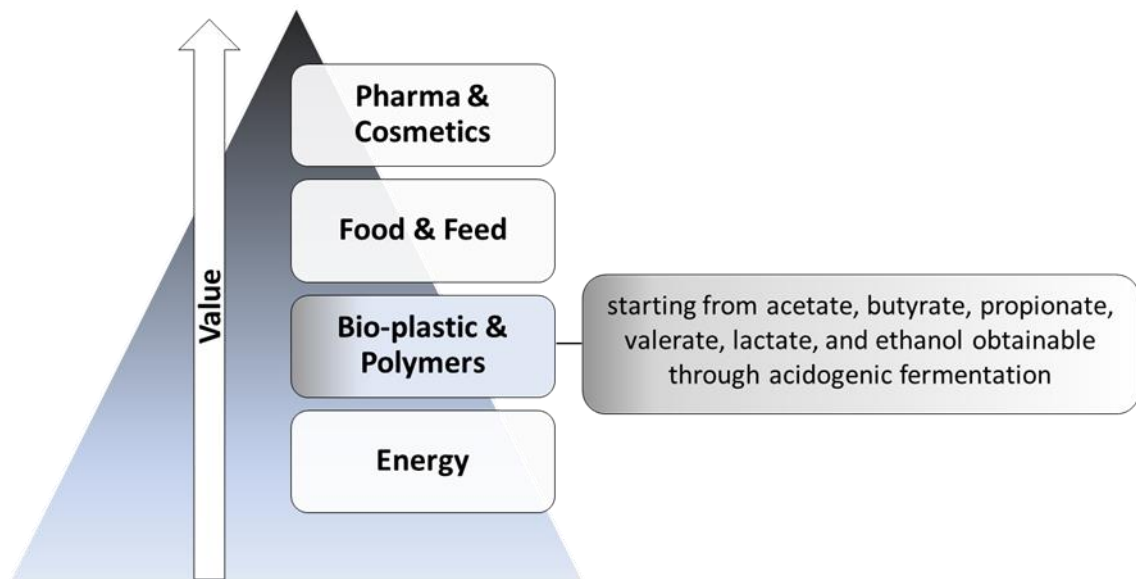 Pharma &
Cosmetics
Food & Feed
Value
Bio-plastic &
Polymers
starting from acetate, butyrate, propionate,
valerate, lactate, and ethanol obtainable
through acidogenic fermentation
Energy